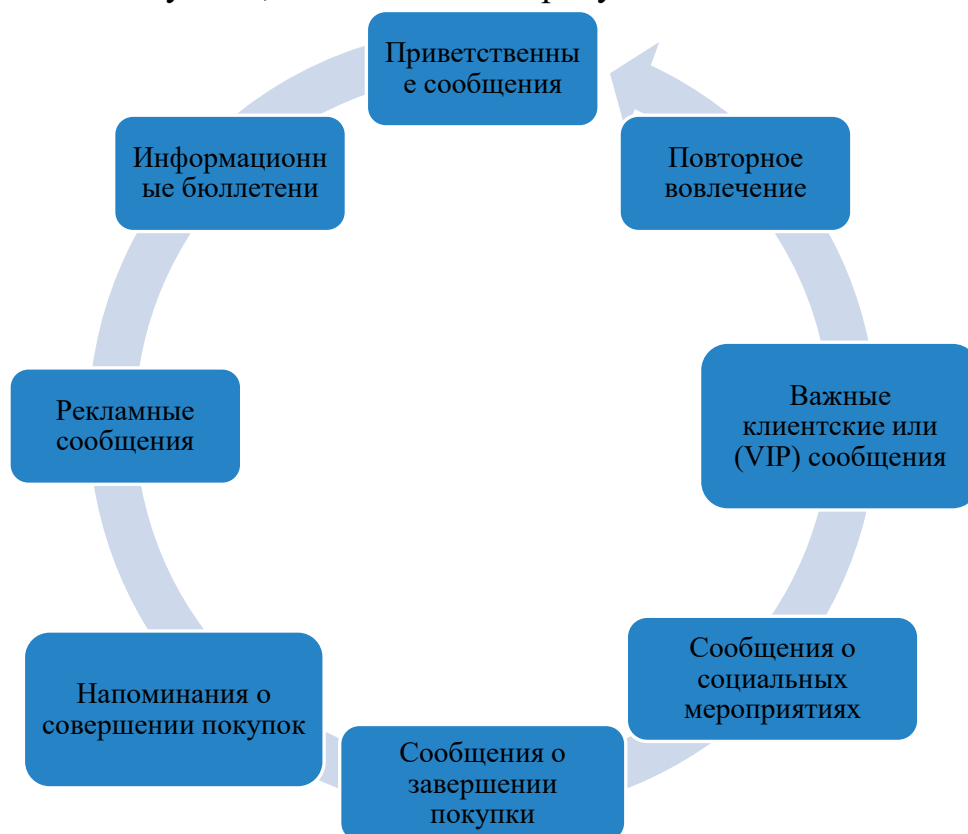 Приветственны
е сообщения
Повторное
вовлечение
Важные
клиентские или
(VIP) сообщения
Сообщения о
социальных
мероприятиях
Сообщения о
завершении
покупки
Напоминания о
совершении покупок
Рекламные
сообщения
Информационн
ые бюллетени